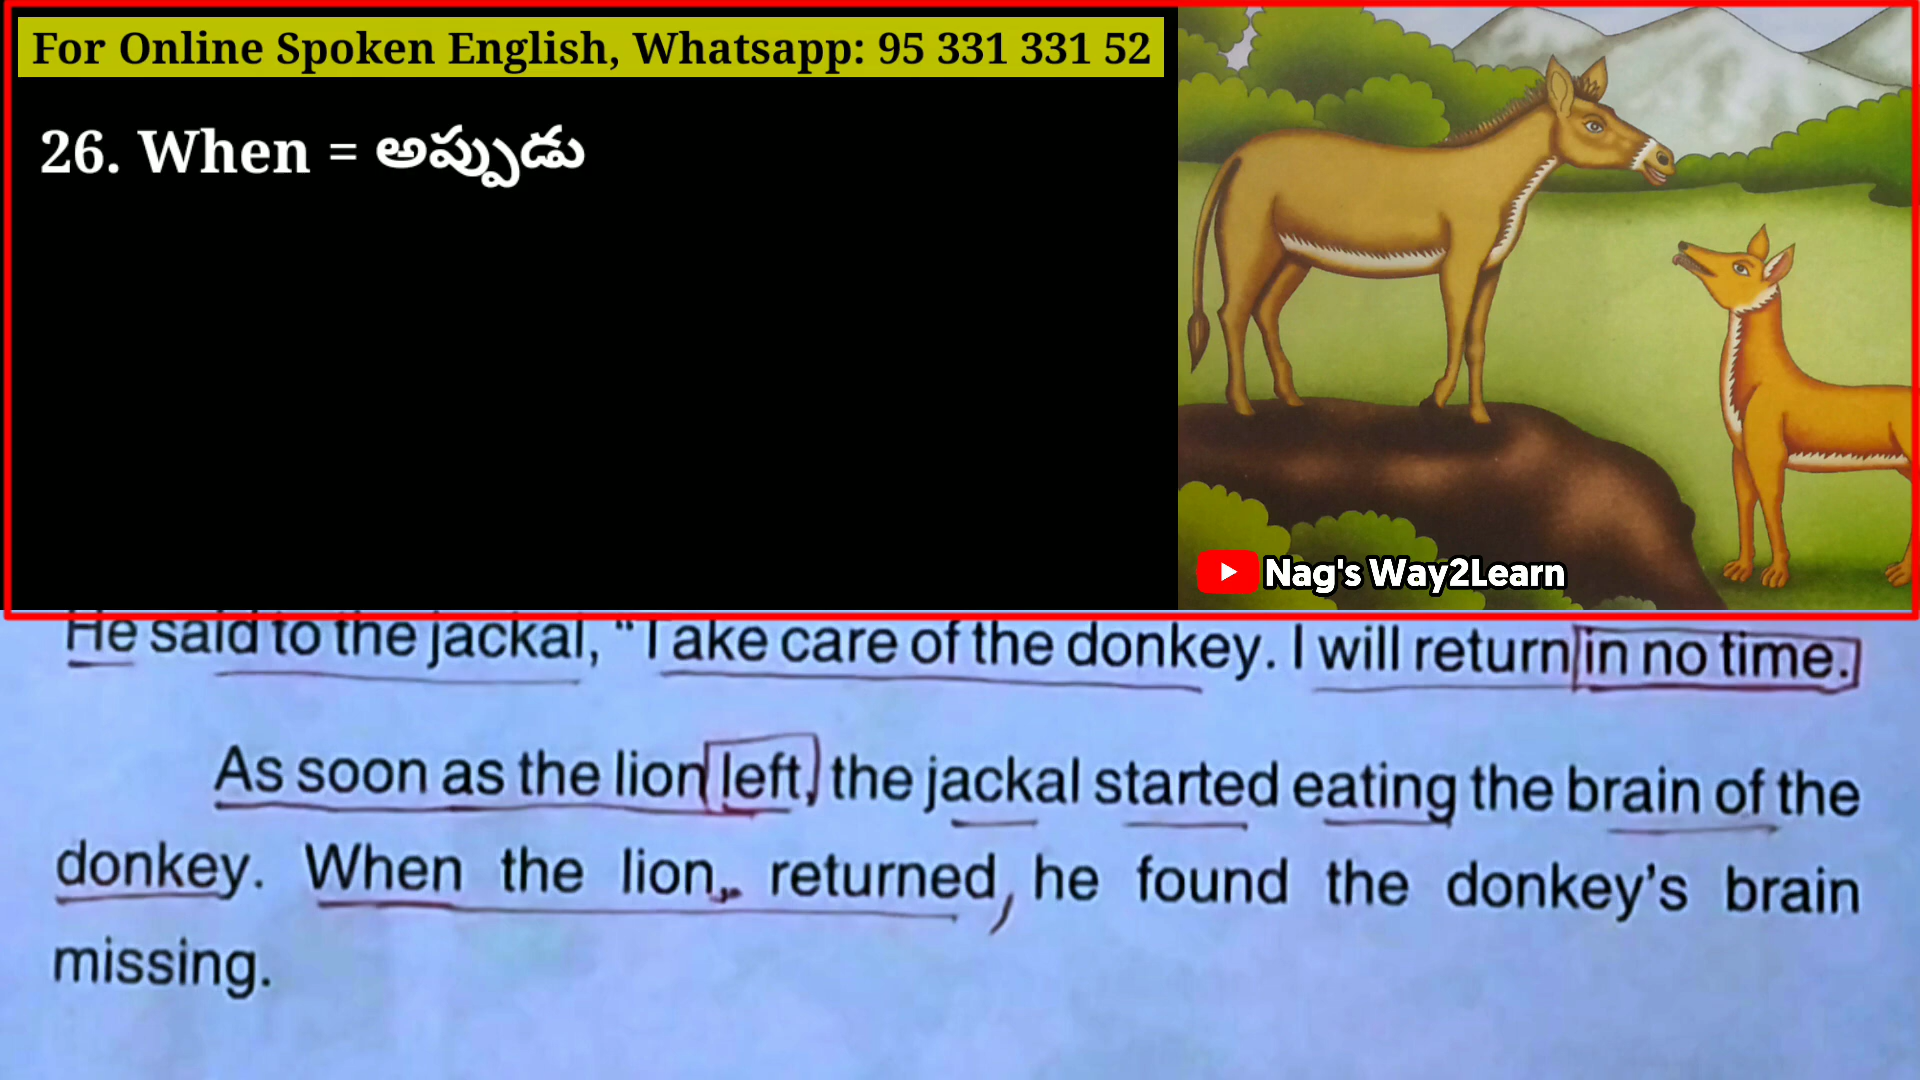 For Online Spoken English, Whatsapp: 95 331 331 52
26. When = అప్పుడు
Nag's Way2Learn
He said to the jackal, “Take care of the donkey. I will return in no time.
As soon as the lion left, the jackal started eating the brain of the
donkey. When the lion, returned, he found the donkey’s brain
missing.